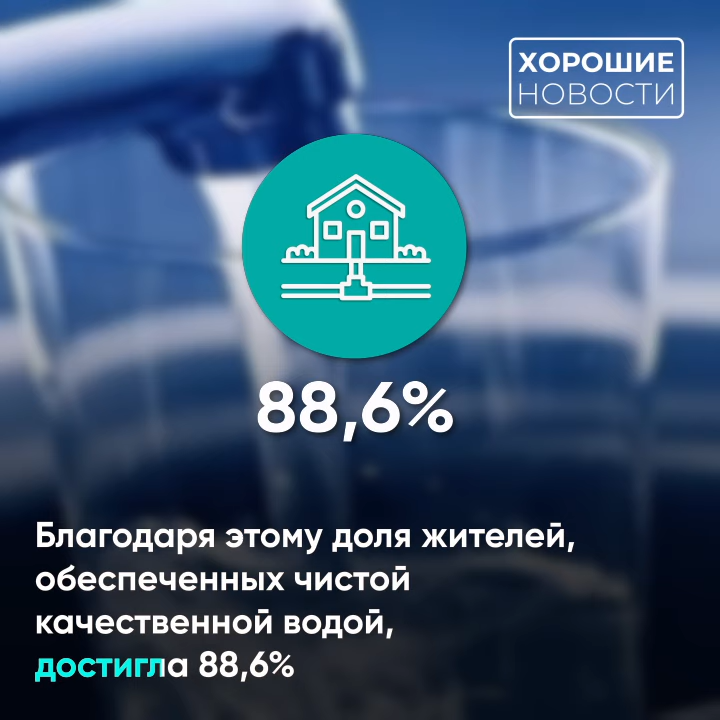 ХОРОШИЕ
НОВОСТИ
88,6%
Благодаря этому доля жителей,
обеспеченных чистой
качественной водой,
достигла 88,6%